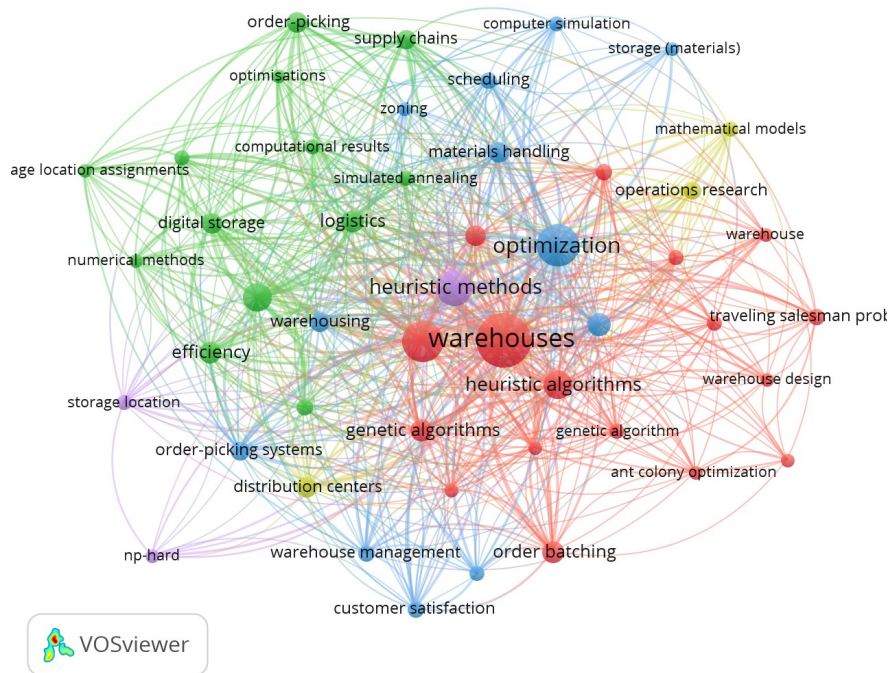 order-picking
computer simulation
supply chains
storage (materials)
optimisations
scheduling
zoning
mathematical models
computational results
materials handling
age location assignments
simulated annealing
operations research
digital storage
logistics
warehouse
optimization
numerical methods
heuristic methods
traveling salesman prob
warehousing
warehouses
efficiency
warehouse design
heuristic algorithms
storage location
genetic algorithms
genetic algorithm
order-picking systems
ant colony optimization
distribution centers
np-hard
warehouse management
order batching
customer satisfaction
VOSviewer